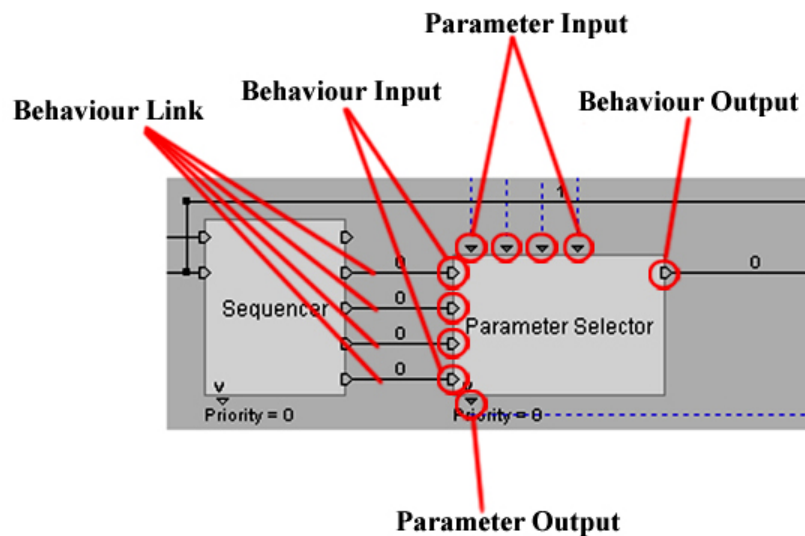 Parameter Input
Behaviour Input
Behaviour Output
Behaviour Link
1
0
0
Sequencer
0
Parameter Selector
0
0
v
v
Priority = 0
Priority = 0
Parameter Output